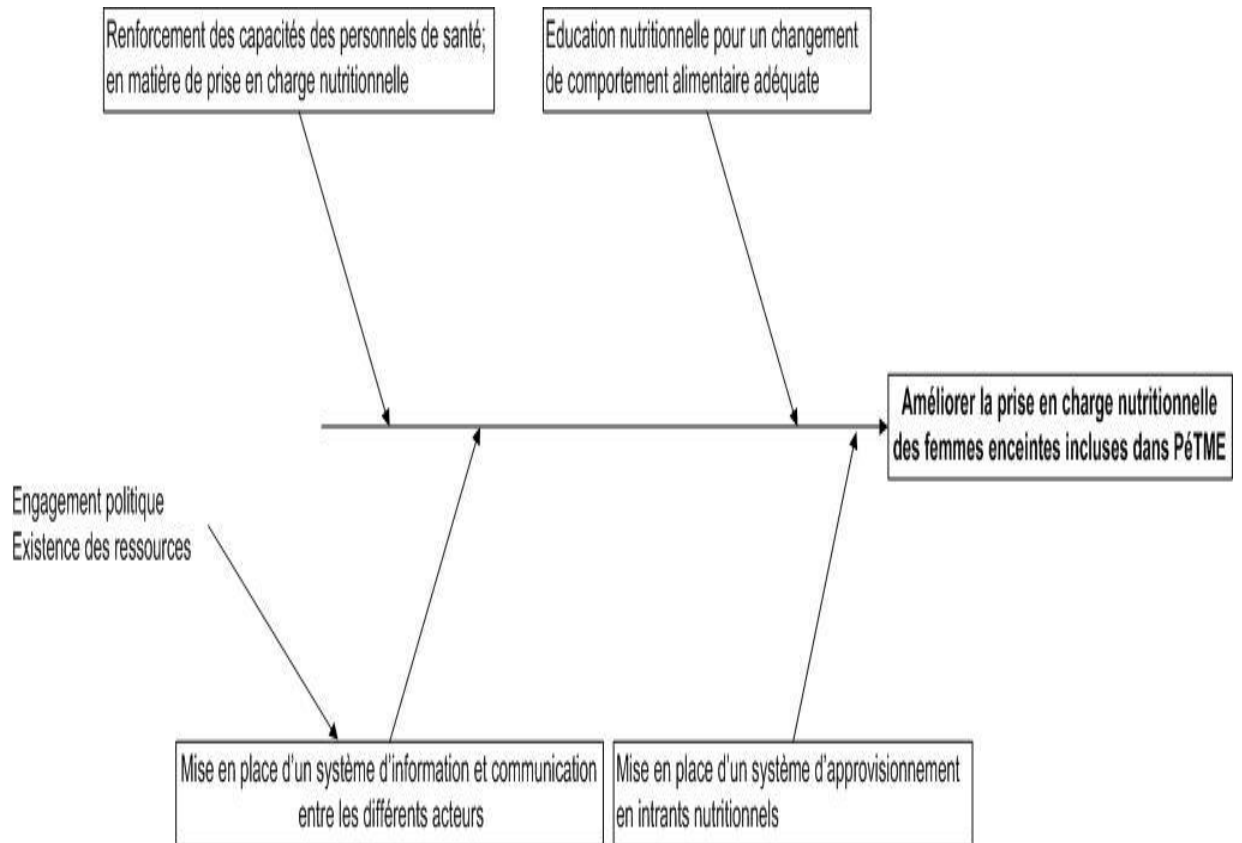 Renforcement des capacités des personnels de santé;
en matière de prise en charge nutritionnelle
Education nutritionnelle pour un changement
de comportement alimentaire adéquate
Améliorer la prise en charge nutritionnelle
des femmes enceintes incluses dans PéTME
Engagement politique
Existence des ressources
Mise en place d'un système d'information et communication
entre les différents acteurs
Mise en place d'un système d'approvisionnement
en intrants nutritionnels